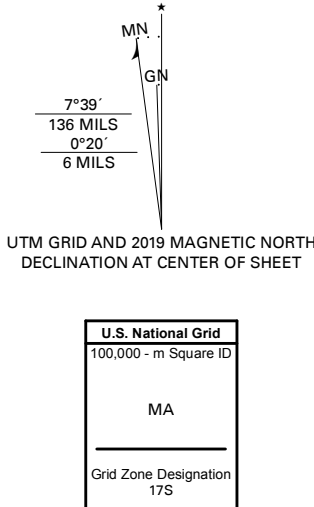 ★
MN
GN
7°39´
136 MILS
0°20´
6 MILS
UTM GRID AND 2019 MAGNETIC NORTH
DECLINATION AT CENTER OF SHEET
U.S. National Grid
100,000 - m Square ID
MA
Grid Zone Designation
17S